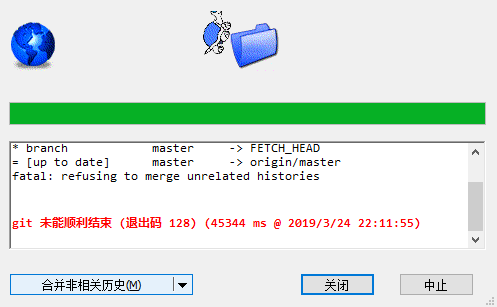 * branch            master     -> FETCH_HEAD
= [up to date]      master     -> origin/master
fatal: refusing to merge unrelated histories
git 未能顺利结束 (退出码 128) (45344 ms @ 2019/3/24 22:11:55)
合并非相关历史(M) 关闭 中止